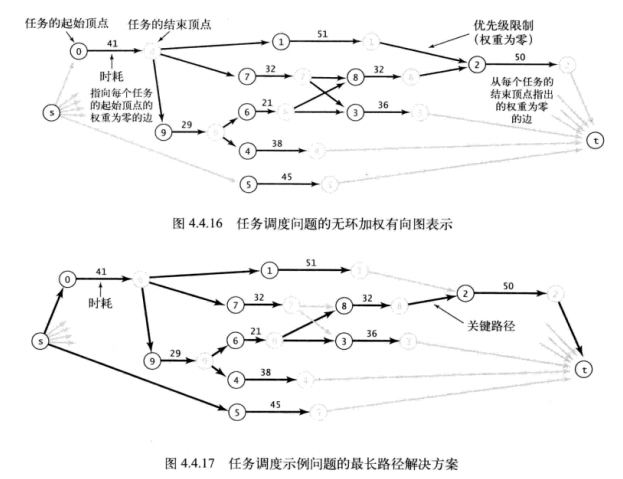 任务的起始顶点
任务的结束顶点
0
41
时耗
指向每个任务
的起始顶点的
权重为零的边
s
1
51
优先级限制
(权重为零)
7
32
8
32
2
50
从每个任务的
结束顶点指出
的权重为零
的边
9
29
6
21
3
36
4
38
5
45
t
图 4.4.16 任务调度问题的无环加权有向图表示
0
41
时耗
s
1
51
7
32
8
32
2
50
关键路径
9
29
6
21
3
36
4
38
5
45
t
图 4.4.17 任务调度示例问题的最长路径解决方案